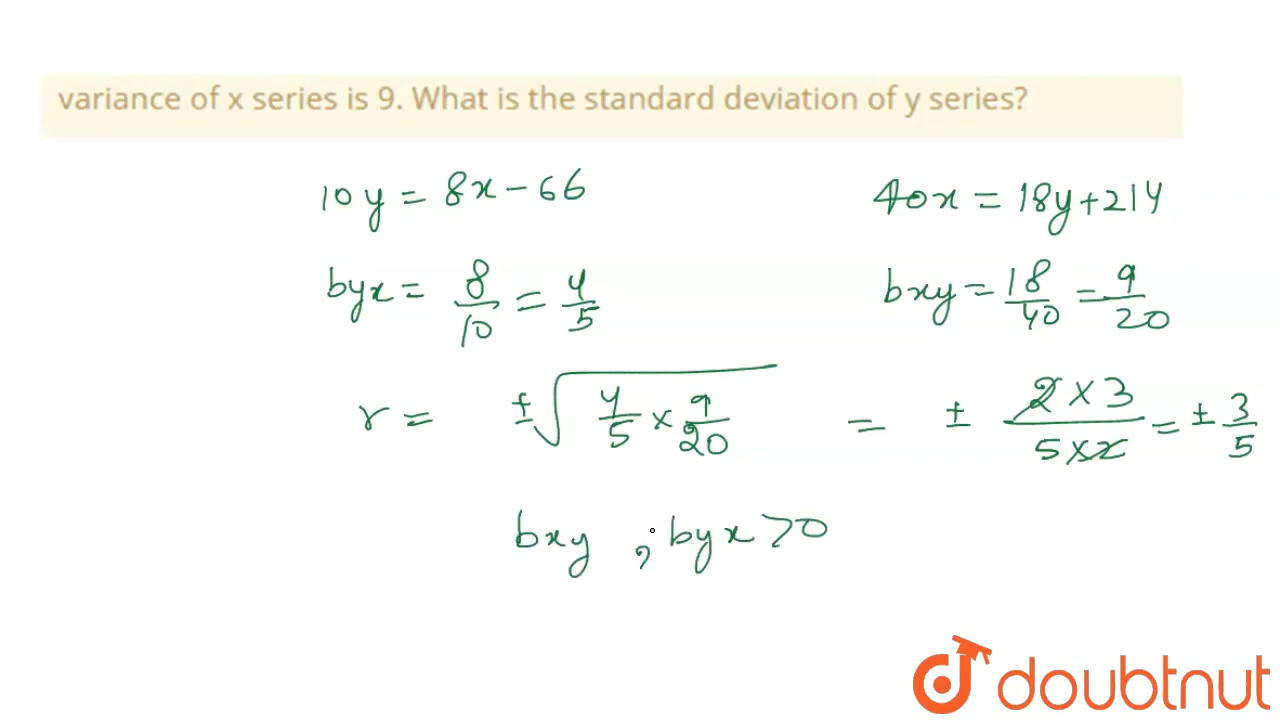 variance of x series is 9. What is the standard deviation of y series?
10y = 8x - 66
40x = 18y + 214
byx = 8/10 = 4/5
bxy = 18/40 = 9/20
r = ±√(4/5 × 9/20) = ± (2 × 3)/(5 × 2) = ± 3/5
bxy , byx > 0
doubtnut